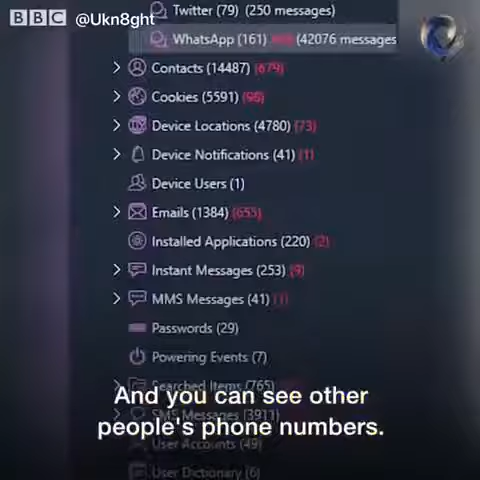 BBC @Ukn8ght
Twitter (79) (250 messages)
WhatsApp (161) (42076 messages
Contacts (14487) (679)
Cookies (5591) (98)
Device Locations (4780) (73)
Device Notifications (41) (1)
Device Users (1)
Emails (1384) (655)
Installed Applications (220) (2)
Instant Messages (253) (9)
MMS Messages (41) (1)
Passwords (29)
Powering Events (7)
Searched Items (765)
And you can see other
SMS Messages (3911)
people's phone numbers.
User Accounts (49)
User Dictionary (6)